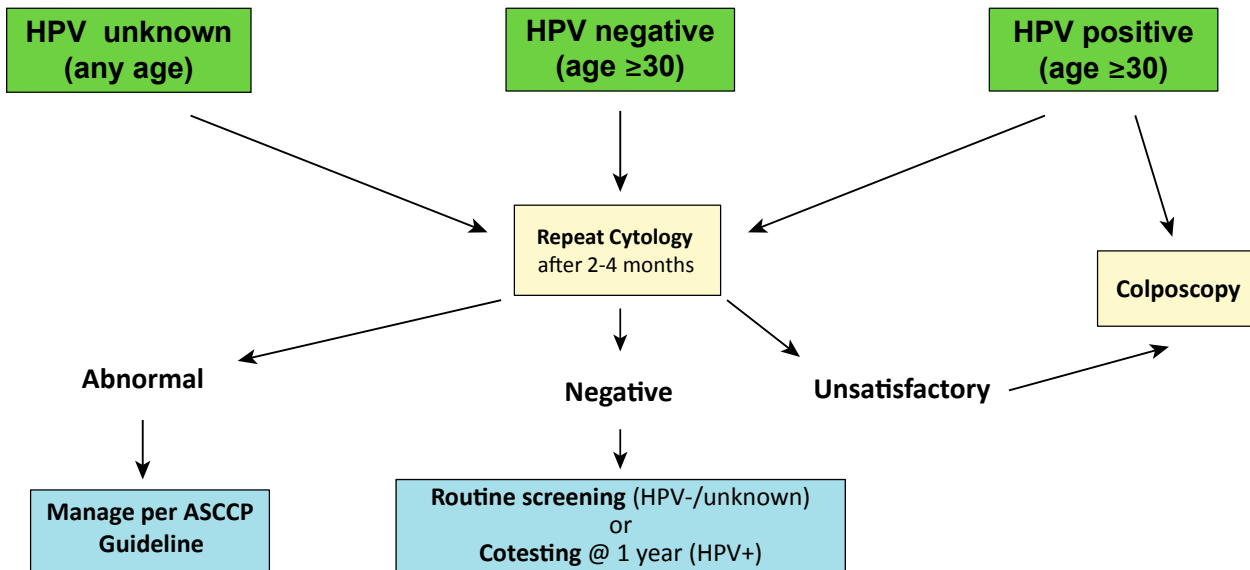 HPV unknown
(any age)
HPV negative
(age ≥30)
HPV positive
(age ≥30)
Repeat Cytology
after 2-4 months
Colposcopy
Abnormal
Negative
Unsatisfactory
Manage per ASCCP
Guideline
Routine screening (HPV-/unknown)
or
Cotesting @ 1 year (HPV+)